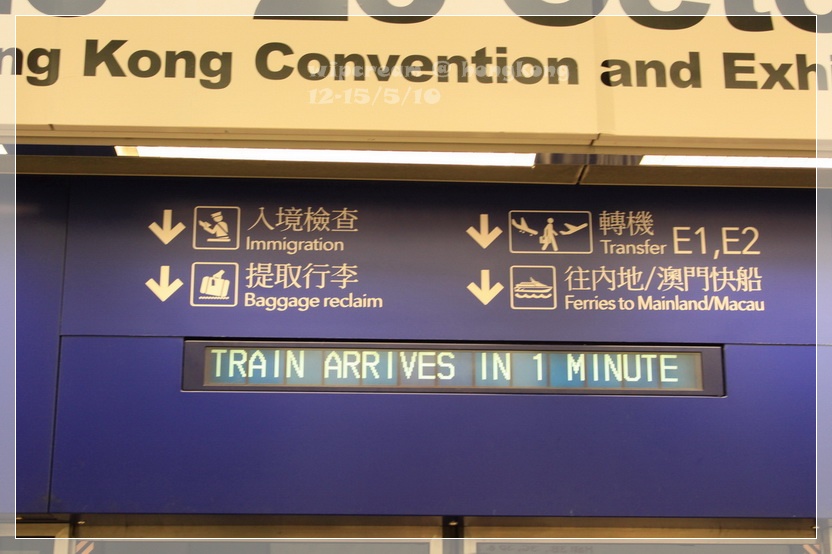 ng Kong Convention and Exhi
wipcream @ hongkong
12-15/5/10
入境檢查
Immigration
提取行李
Baggage reclaim
轉機
Transfer E1,E2
往內地/澳門快船
Ferries to Mainland/Macau
TRAIN ARRIVES IN 1 MINUTE